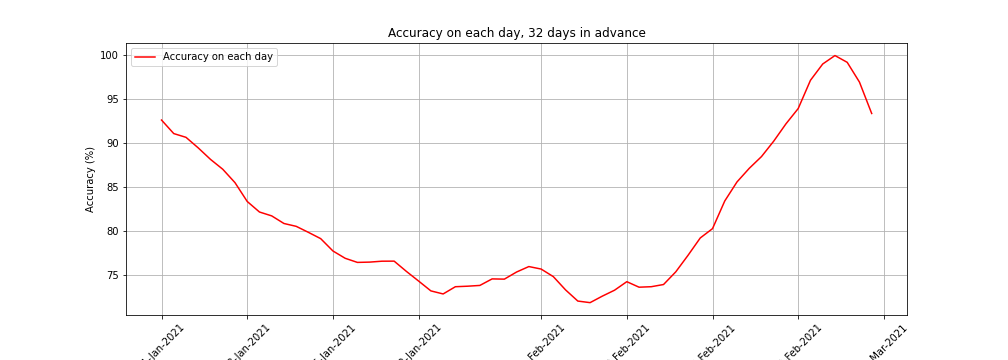 Accuracy on each day, 32 days in advance
Accuracy on each day
100
95
90
85
80
75
Accuracy (%)
-Jan-2021
-Jan-2021
-Jan-2021
-Jan-2021
Feb-2021
-Feb-2021
-Feb-2021
-Feb-2021
Mar-2021